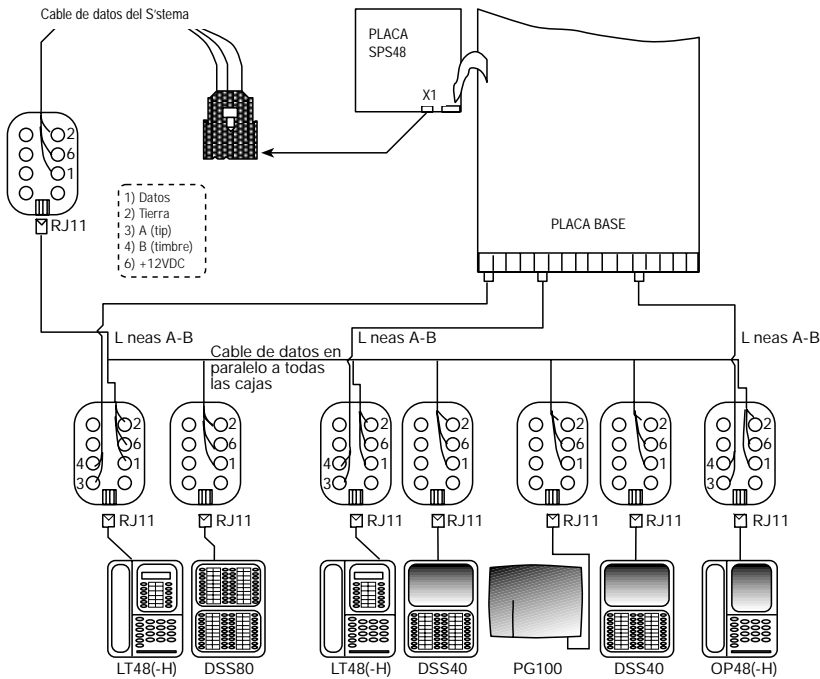 Cable de datos del S'stema
PLACA
SPS48
X1
2
6
1
RJ11
1) Datos
2) Tierra
3) A (tip)
4) B (timbre)
6) +12VDC
PLACA BASE
L neas A-B
L neas A-B
L neas A-B
Cable de datos en
paralelo a todas
las cajas
2
6
4 1
3
2
6
1
2
6
4 1
3
2
6
1
2
6
1
2
6
1
2
6
4 1
3
RJ11
RJ11
RJ11
RJ11
RJ11
RJ11
RJ11
LT48(-H)
DSS80
LT48(-H)
DSS40
PG100
DSS40
OP48(-H)